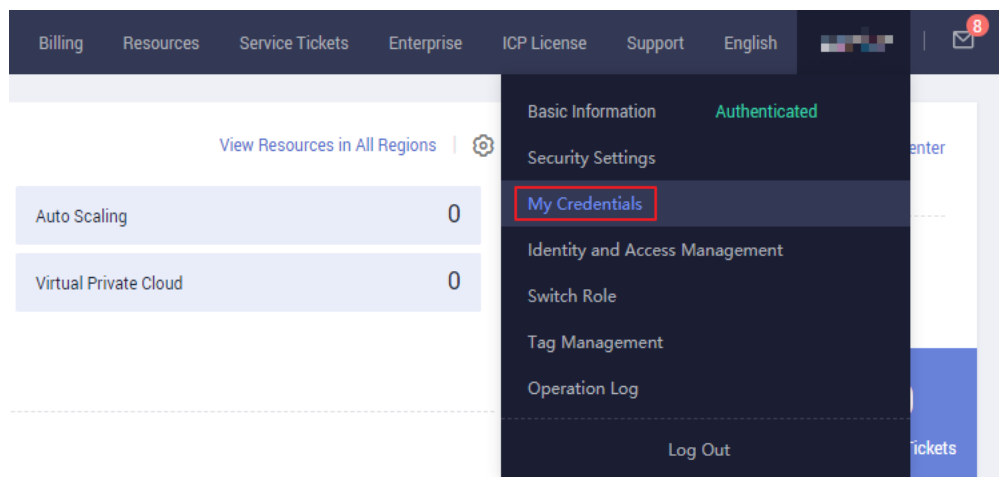 Billing Resources Service Tickets Enterprise ICP License Support English 8
Basic Information Authenticated
View Resources in All Regions enter
Security Settings
My Credentials
Auto Scaling 0
Identity and Access Management
Virtual Private Cloud 0
Switch Role
Tag Management
Operation Log
Log Out ickets